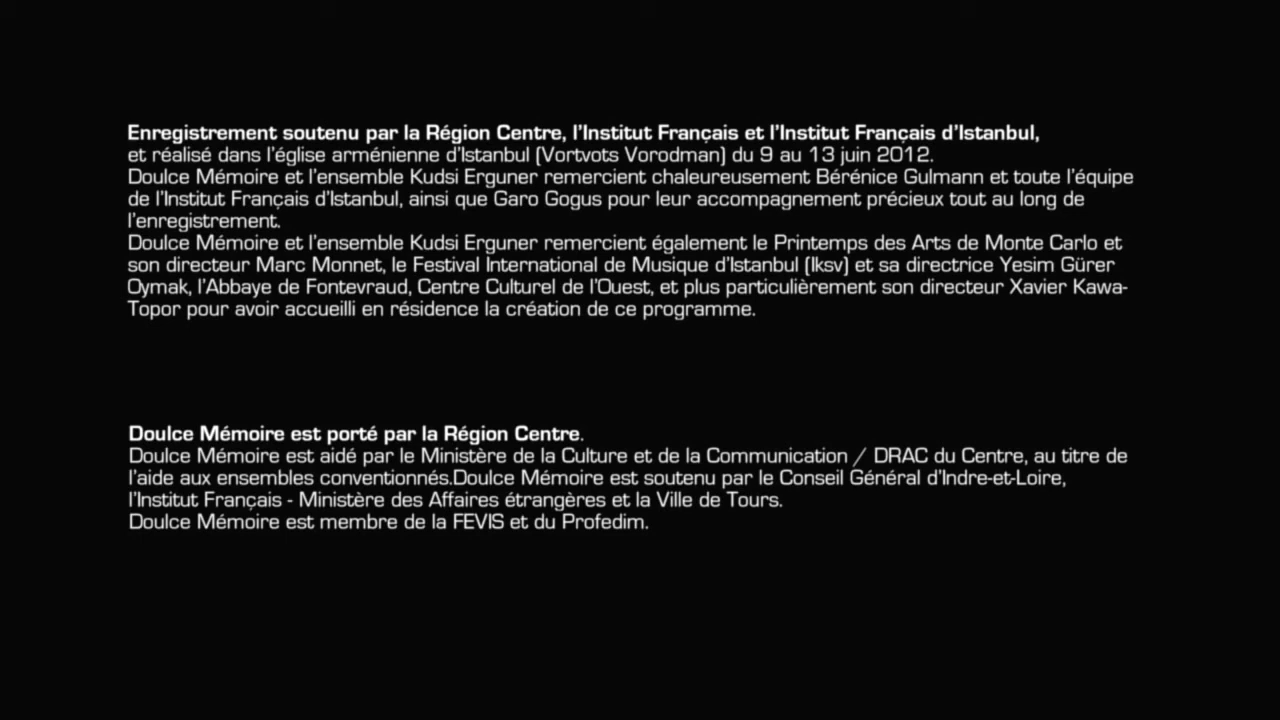 Enregistrement soutenu par la Région Centre, l'Institut Français et l'Institut Français d'Istanbul,
et réalisé dans l'église arménienne d'Istanbul (Vortvots Vorodman) du 9 au 13 juin 2012.
Doulce Mémoire et l'ensemble Kudsi Erguner remercient chaleureusement Bérénice Gulmann et toute l'équipe
de l'Institut Français d'Istanbul, ainsi que Garo Gogus pour leur accompagnement précieux tout au long de
l'enregistrement.
Doulce Mémoire et l'ensemble Kudsi Erguner remercient également le Printemps des Arts de Monte Carlo et
son directeur Marc Monnet, le Festival International de Musique d'Istanbul (Iksv) et sa directrice Yesim Gürer
Oymak, l'Abbaye de Fontevraud, Centre Culturel de l'Ouest, et plus particulièrement son directeur Xavier Kawa-
Topor pour avoir accueilli en résidence la création de ce programme.
Doulce Mémoire est porté par la Région Centre.
Doulce Mémoire est aidé par le Ministère de la Culture et de la Communication / DRAC du Centre, au titre de
l'aide aux ensembles conventionnés.Doulce Mémoire est soutenu par le Conseil Général d'Indre-et-Loire,
l'Institut Français - Ministère des Affaires étrangères et la Ville de Tours.
Doulce Mémoire est membre de la FEVIS et du Profedim.